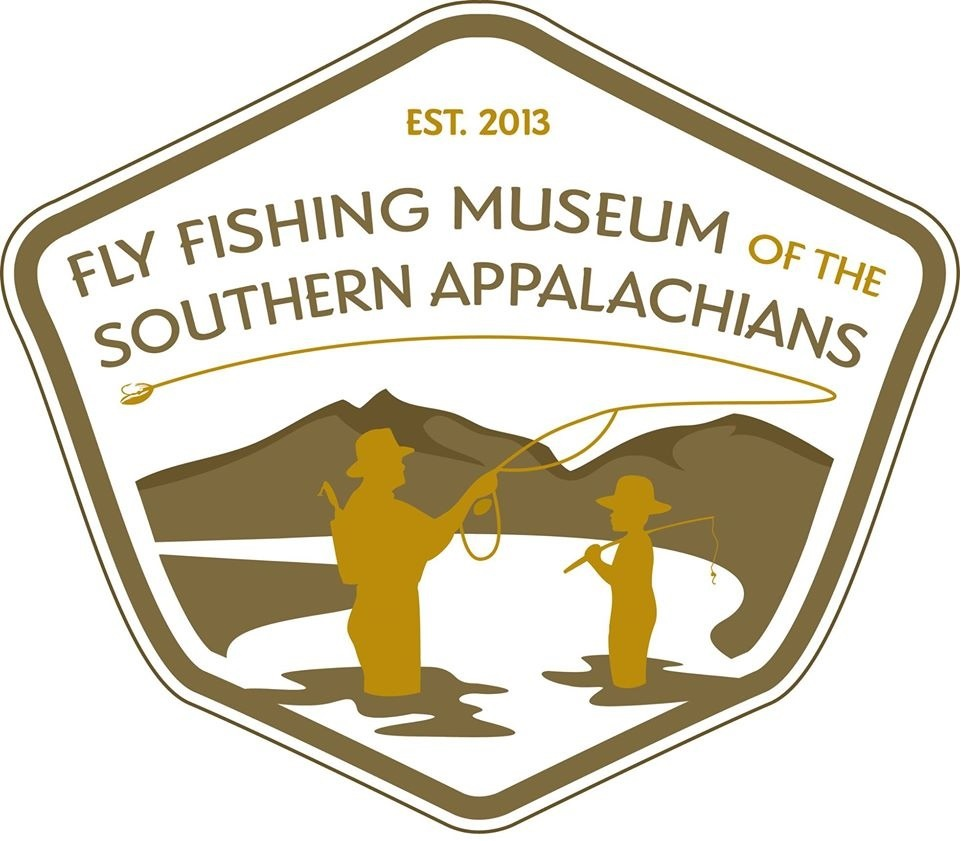 EST. 2013
FLY FISHING MUSEUM OF THE
SOUTHERN APPALACHIANS